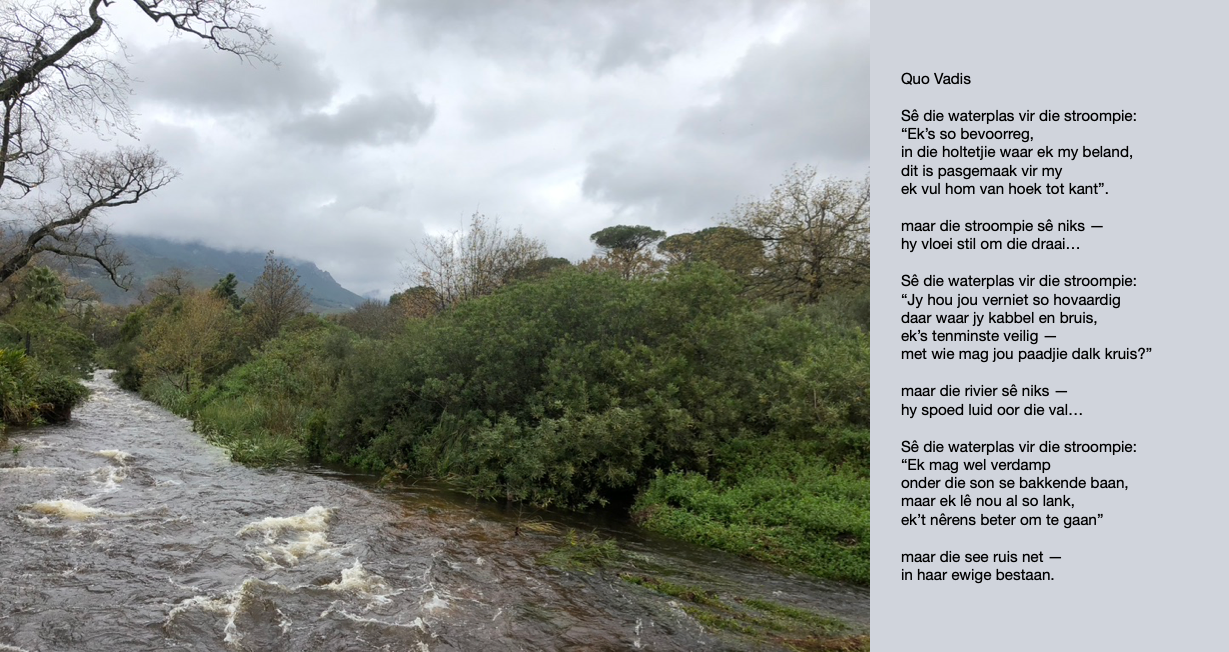 Quo Vadis
Sê die waterplas vir die stroompie:
“Ek’s so bevoorreg,
in die holtetjie waar ek my beland,
dit is pasgemaak vir my
ek vul hom van hoek tot kant”.
maar die stroompie sê niks —
hy vloei stil om die draai…
Sê die waterplas vir die stroompie:
“Jy hou jou verniet so hovaardig
daar waar jy kabbel en bruis,
ek’s tenminste veilig —
met wie mag jou paadjie dalk kruis?”
maar die rivier sê niks —
hy spoed luid oor die val…
Sê die waterplas vir die stroompie:
“Ek mag wel verdamp
onder die son se bakkende baan,
maar ek lê nou al so lank,
ek’t nêrens beter om te gaan”
maar die see ruis net —
in haar ewige bestaan.